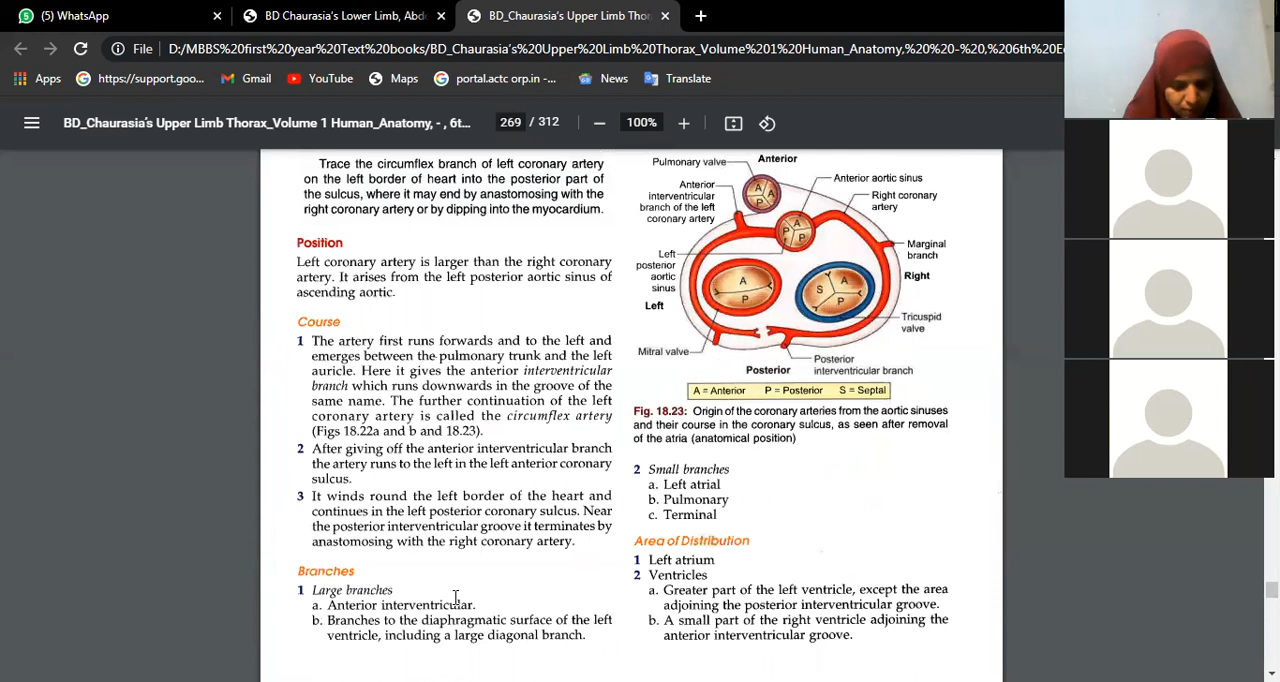 (5) WhatsApp
BD Chaurasia's Lower Limb, Abdo
BD_Chaurasia's Upper Limb Thor
File
D:/MBBS%20first%20year%20Text%20books/BD_Chaurasia's%20Upper%20Limb%20Thorax_Volume%201%20Human_Anatomy,%20%20-%20,%206th%20Ed
Apps
https://support.goo...
Gmail
YouTube
Maps
portal.actc orp.in -...
News
Translate
BD_Chaurasia's Upper Limb Thorax_Volume 1 Human_Anatomy, - , 6t...
269 / 312
100%
Trace the circumflex branch of left coronary artery
on the left border of heart into the posterior part of
the sulcus, where it may end by anastomosing with the
right coronary artery or by dipping into the myocardium.
Position
Left coronary artery is larger than the right coronary
artery. It arises from the left posterior aortic sinus of
ascending aortic.
Course
1 The artery first runs forwards and to the left and
emerges between the pulmonary trunk and the left
auricle. Here it gives the anterior interventricular
branch which runs downwards in the groove of the
same name. The further continuation of the left
coronary artery is called the circumflex artery
(Figs 18.22a and b and 18.23).
2 After giving off the anterior interventricular branch
the artery runs to the left in the left anterior coronary
sulcus.
3 It winds round the left border of the heart and
continues in the left posterior coronary sulcus. Near
the posterior interventricular groove it terminates by
anastomosing with the right coronary artery.
Branches
1 Large branches
a. Anterior interventricular.
b. Branches to the diaphragmatic surface of the left
ventricle, including a large diagonal branch.
Pulmonary valve
Anterior
Anterior
interventricular
branch of the left
coronary artery
Anterior aortic sinus
Right coronary
artery
A
A
P
A
P
P
Left
posterior
aortic
sinus
Marginal
branch
Right
Left
A
P
S
A
P
Tricuspid
valve
Mitral valve
Posterior
Posterior
interventricular branch
A = Anterior P = Posterior S = Septal
Fig. 18.23: Origin of the coronary arteries from the aortic sinuses
and their course in the coronary sulcus, as seen after removal
of the atria (anatomical position)
2 Small branches
a. Left atrial
b. Pulmonary
c. Terminal
Area of Distribution
1 Left atrium
2 Ventricles
a. Greater part of the left ventricle, except the area
adjoining the posterior interventricular groove.
b. A small part of the right ventricle adjoining the
anterior interventricular groove.